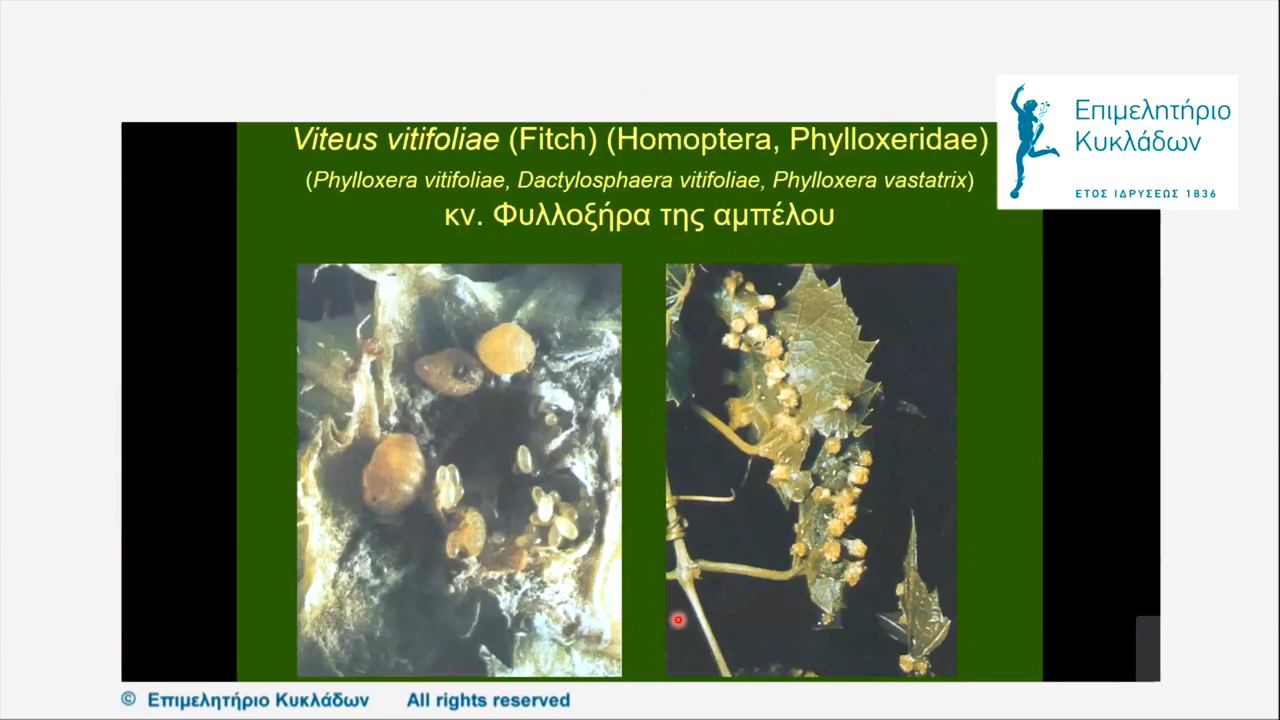 Viteus vitifoliae (Fitch) (Homoptera, Phylloxeridae)
(Phylloxera vitifoliae, Dactylosphaera vitifoliae, Phylloxera vastatrix)
κν. Φυλλοξήρα της αμπέλου
Επιμελητήριο
Κυκλάδων
ΕΤΟΣ ΙΔΡΥΣΕΩΣ 1836
© Επιμελητήριο Κυκλάδων All rights reserved